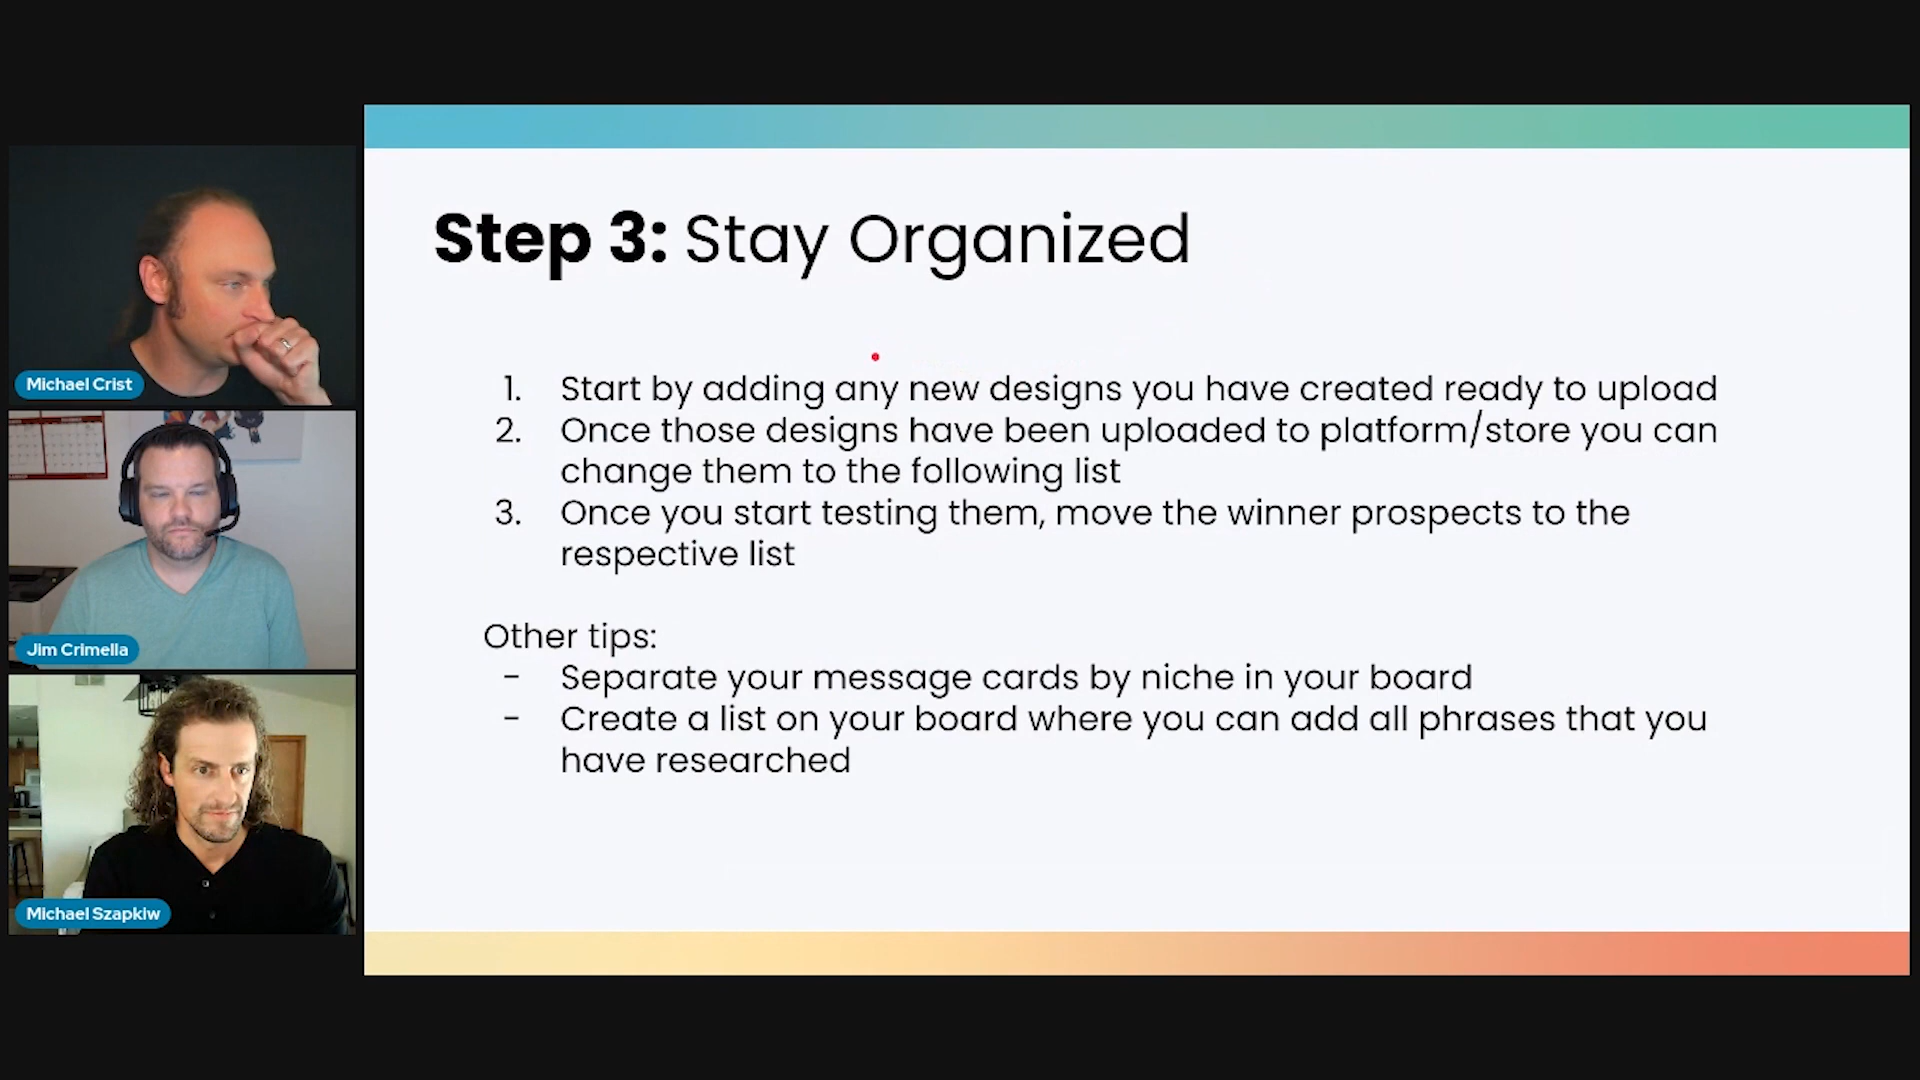 Michael Crist
Jim Crimella
Michael Szapkiw
Step 3: Stay Organized
1. Start by adding any new designs you have created ready to upload
2. Once those designs have been uploaded to platform/store you can
change them to the following list
3. Once you start testing them, move the winner prospects to the
respective list
Other tips:
- Separate your message cards by niche in your board
- Create a list on your board where you can add all phrases that you
have researched